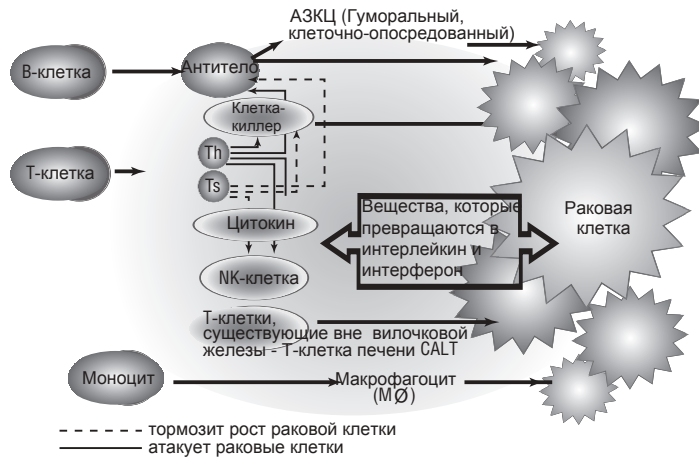 АЗКЦ (Гуморальный,
клеточно-опосредованный)
В-клетка
Антитело
Клетка-
киллер
Th
Т-клетка
Ts
Цитокин
Вещества, которые
превращаются в
интерлейкин и
интерферон
Раковая
клетка
NK-клетка
Т-клетки,
существующие вне вилочковой
железы - Т-клетка печени CALT
Моноцит
Макрофагоцит
(MØ)
тормозит рост раковой клетки
атакует раковые клетки